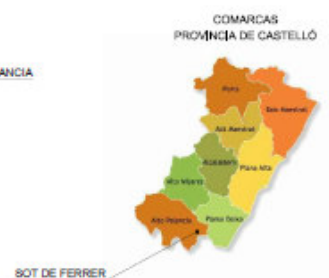 COMARCAS
PROVÍNCIA DE CASTELLÓ
ANCIA
Ports
Baix Maestrat
Alt Maestrat
Alcalatén
Plana Alta
Alto Mijares
Alto Palancia
Plana Baixa
SOT DE FERRER